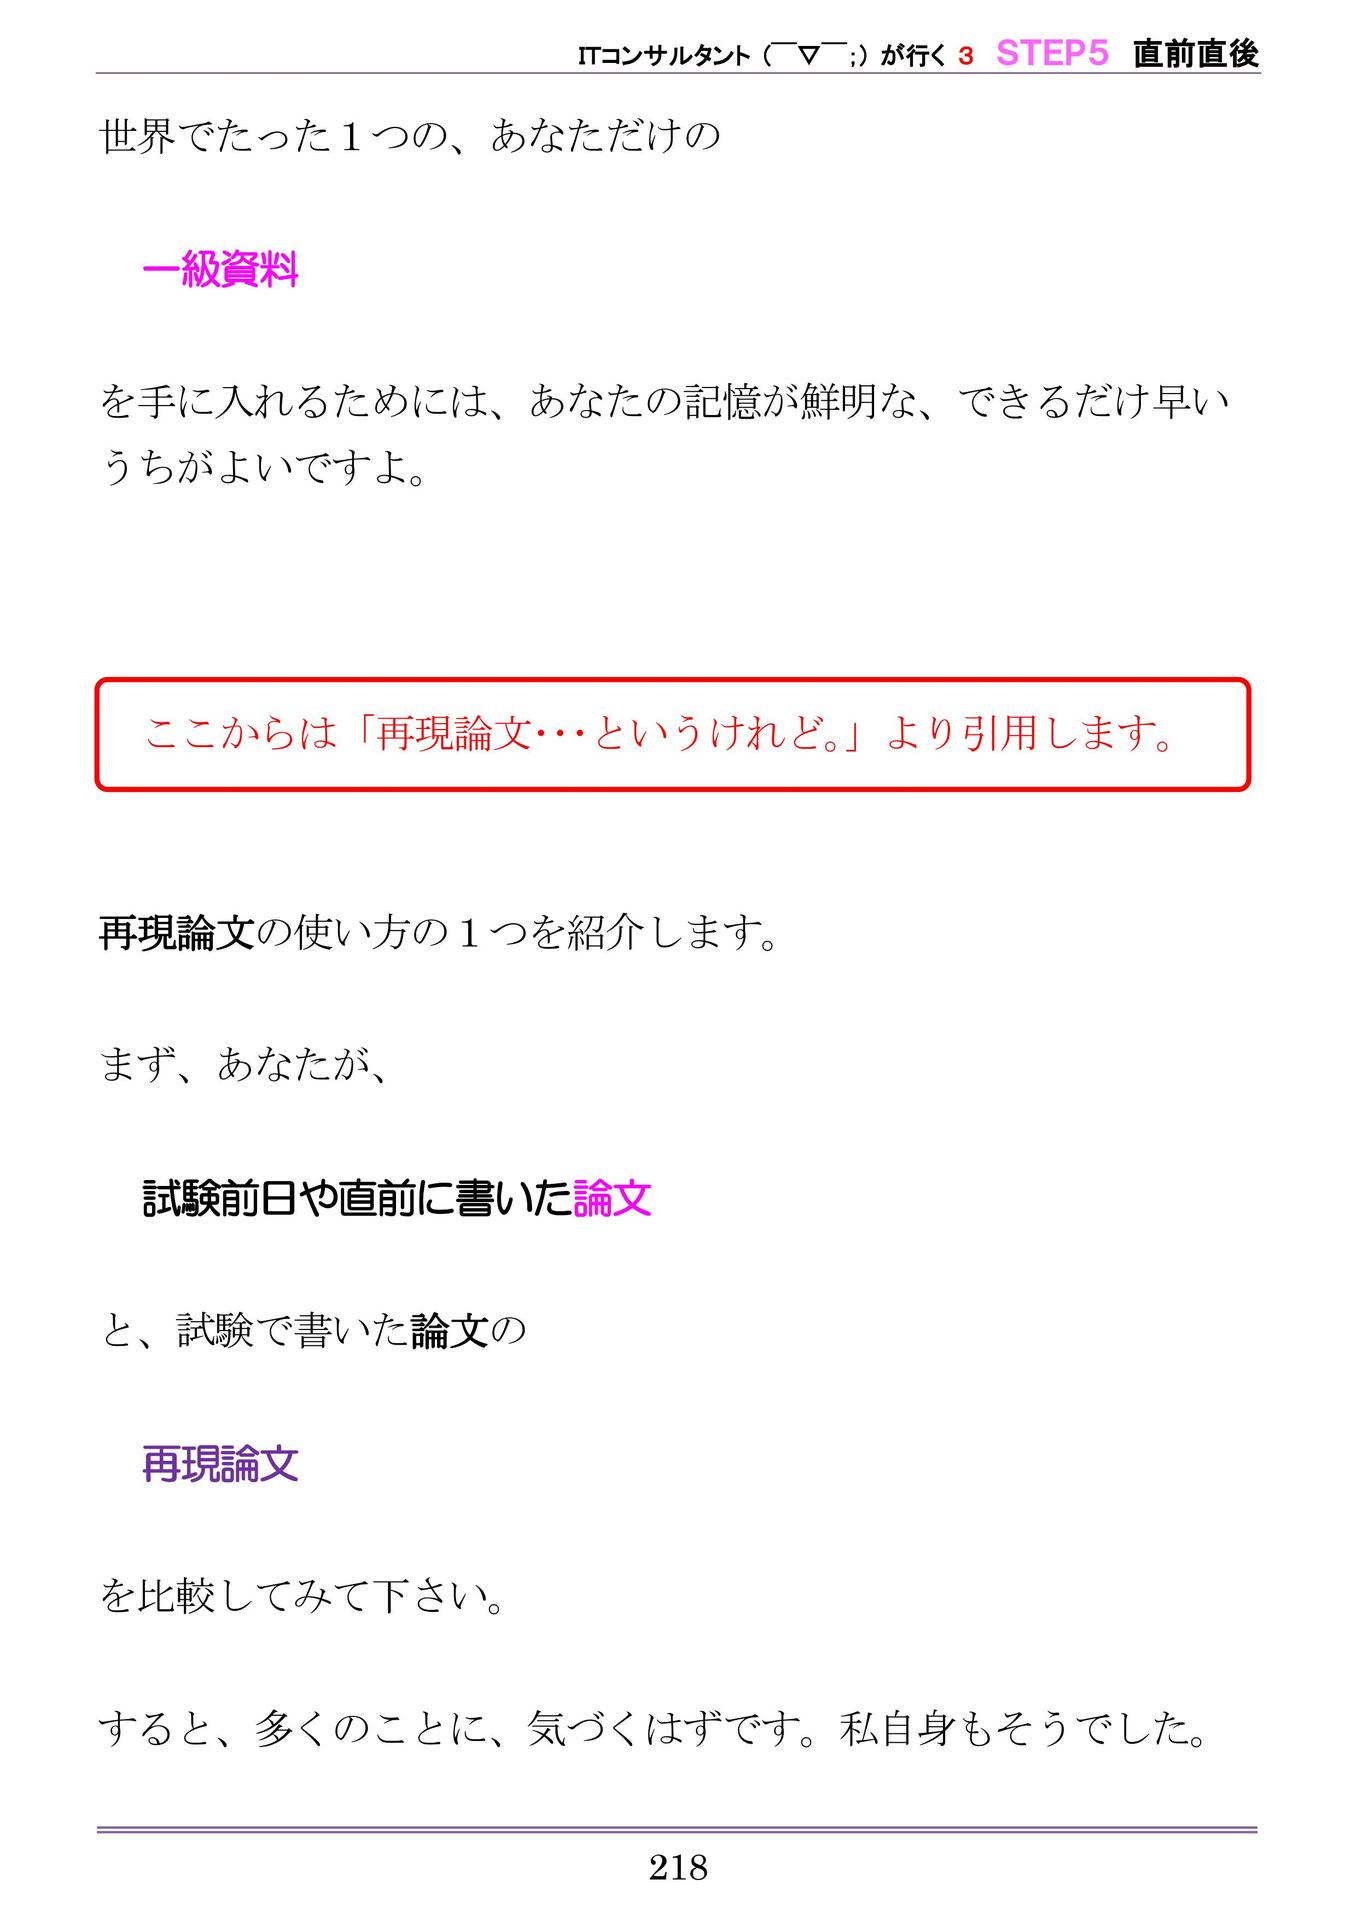 ITコンサルタント（￣▽￣；）が行く 3 STEP5 直前直後
世界でたった１つの、あなただけの
一級資料
を手に入れるためには、あなたの記憶が鮮明な、できるだけ早い
うちがよいですよ。
ここからは「再現論文･･･というけれど。」より引用します。
再現論文の使い方の１つを紹介します。
まず、あなたが、
試験前日や直前に書いた論文
と、試験で書いた論文の
再現論文
を比較してみて下さい。
すると、多くのことに、気づくはずです。私自身もそうでした。
218